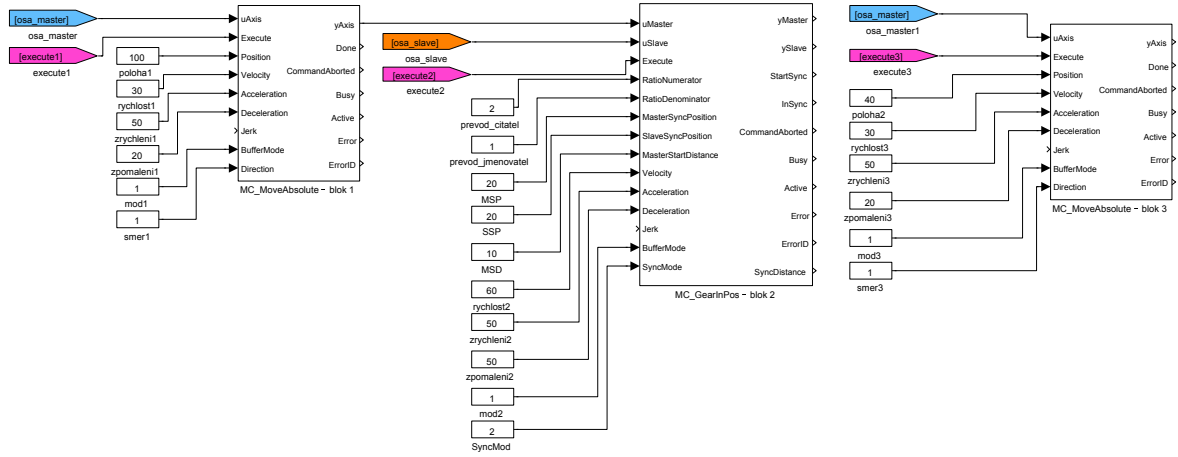 [osa_master]
osa_master
[execute1]
execute1
100
poloha1
30
rychlost1
50
zrychleni1
20
zpomaleni1
1
mod1
1
smer1
uAxis
Execute
Position
Velocity
Acceleration
Deceleration
Jerk
BufferMode
Direction
yAxis
Done
CommandAborted
Busy
Active
Error
ErrorID
MC_MoveAbsolute - blok 1
[osa_slave]
osa_slave
[execute2]
execute2
2
prevod_citatel
1
prevod_jmenovatel
20
MSP
20
SSP
10
MSD
60
rychlost2
50
zrychleni2
50
zpomaleni2
1
mod2
2
SyncMod
uMaster
uSlave
Execute
RatioNumerator
RatioDenominator
MasterSyncPosition
SlaveSyncPosition
MasterStartDistance
Velocity
Acceleration
Deceleration
Jerk
BufferMode
SyncMode
yMaster
ySlave
StartSync
InSync
CommandAborted
Busy
Active
Error
ErrorID
SyncDistance
MC_GearInPos - blok 2
[osa_master]
osa_master1
[execute3]
execute3
40
poloha2
30
rychlost3
50
zrychleni3
20
zpomaleni3
1
mod3
1
smer3
uAxis
Execute
Position
Velocity
Acceleration
Deceleration
Jerk
BufferMode
Direction
yAxis
Done
CommandAborted
Busy
Active
Error
ErrorID
MC_MoveAbsolute - blok 3